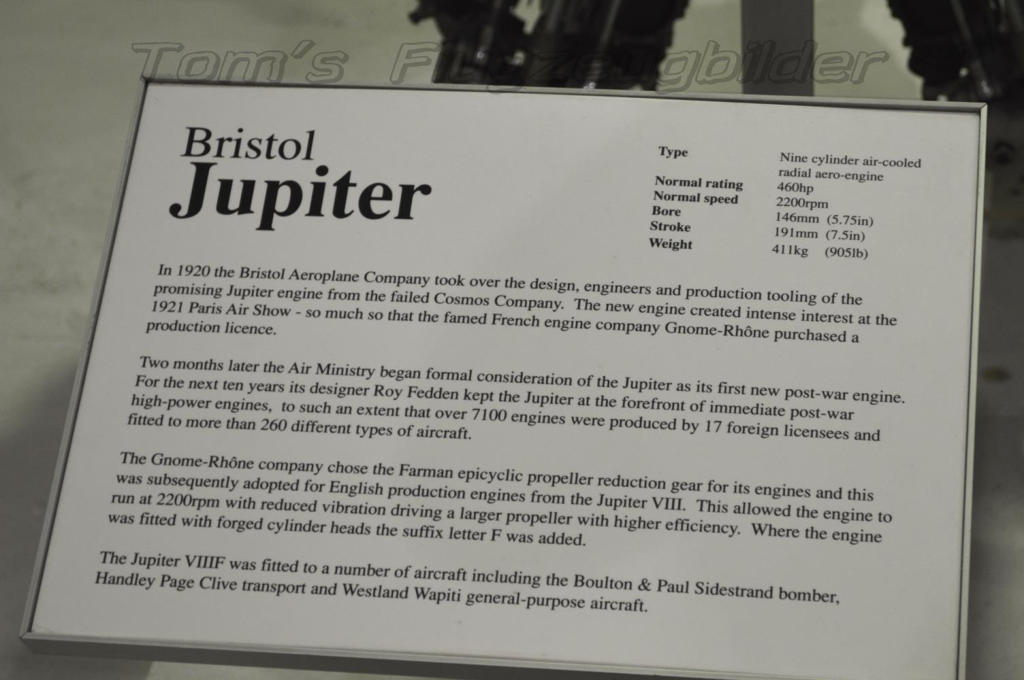 Tom's Flugzeugbilder
Bristol
Jupiter
Type Nine cylinder air-cooled
radial aero-engine
Normal rating 460hp
Normal speed 2200rpm
Bore 146mm (5.75in)
Stroke 191mm (7.5in)
Weight 411kg (905lb)
In 1920 the Bristol Aeroplane Company took over the design, engineers and production tooling of the
promising Jupiter engine from the failed Cosmos Company. The new engine created intense interest at the
1921 Paris Air Show - so much so that the famed French engine company Gnome-Rhône purchased a
production licence.
Two months later the Air Ministry began formal consideration of the Jupiter as its first new post-war engine.
For the next ten years its designer Roy Fedden kept the Jupiter at the forefront of immediate post-war
high-power engines, to such an extent that over 7100 engines were produced by 17 foreign licensees and
fitted to more than 260 different types of aircraft.
The Gnome-Rhône company chose the Farman epicyclic propeller reduction gear for its engines and this
was subsequently adopted for English production engines from the Jupiter VIII. This allowed the engine to
run at 2200rpm with reduced vibration driving a larger propeller with higher efficiency. Where the engine
was fitted with forged cylinder heads the suffix letter F was added.
The Jupiter VIIIF was fitted to a number of aircraft including the Boulton & Paul Sidestrand bomber,
Handley Page Clive transport and Westland Wapiti general-purpose aircraft.